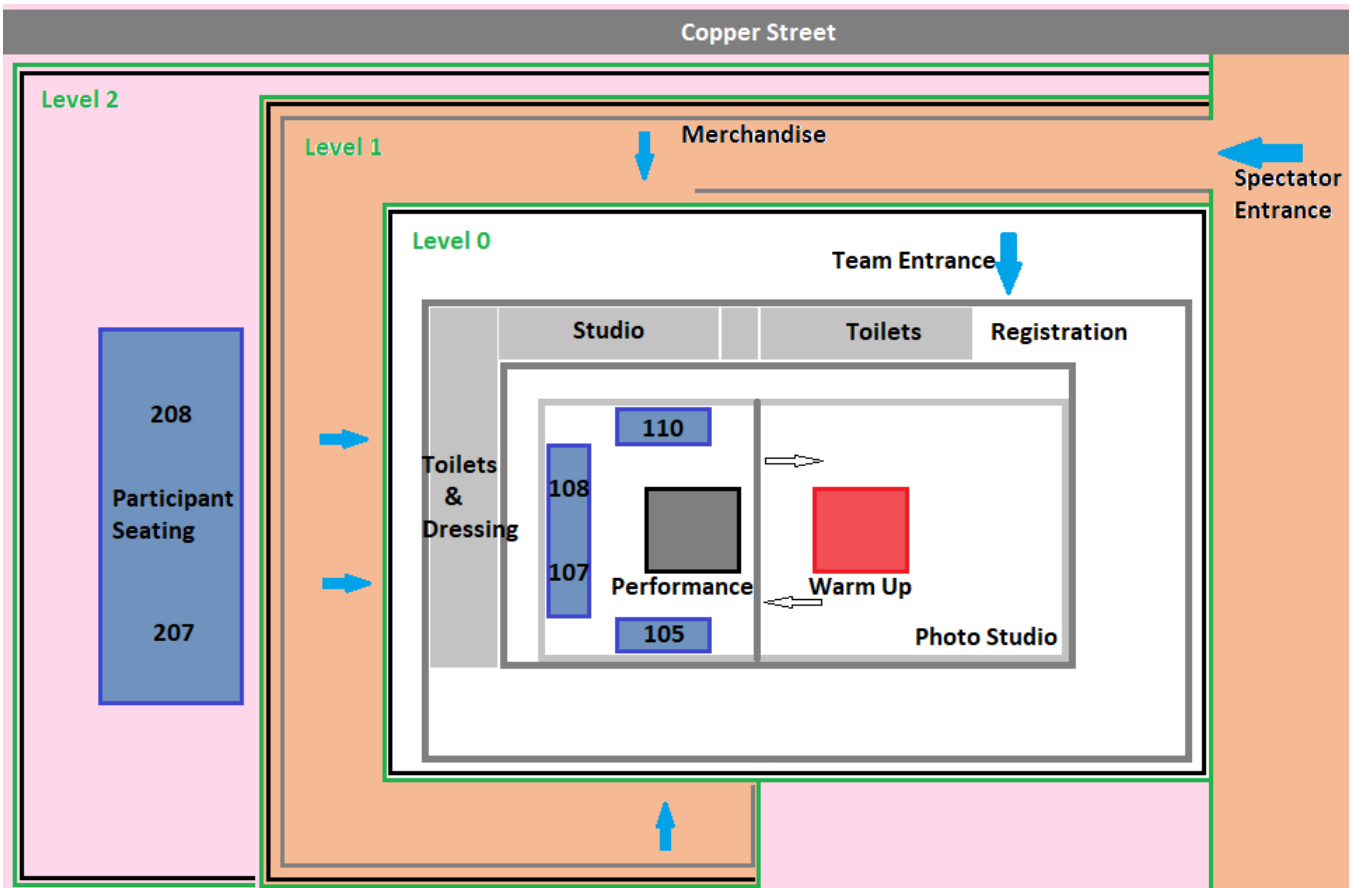 Copper Street
Level 2
Level 1
Merchandise
Spectator
Entrance
Level 0
Team Entrance
Studio
Toilets
Registration
208
110
Toilets
&
Dressing
108
Participant
Seating
107
Performance
Warm Up
207
105
Photo Studio